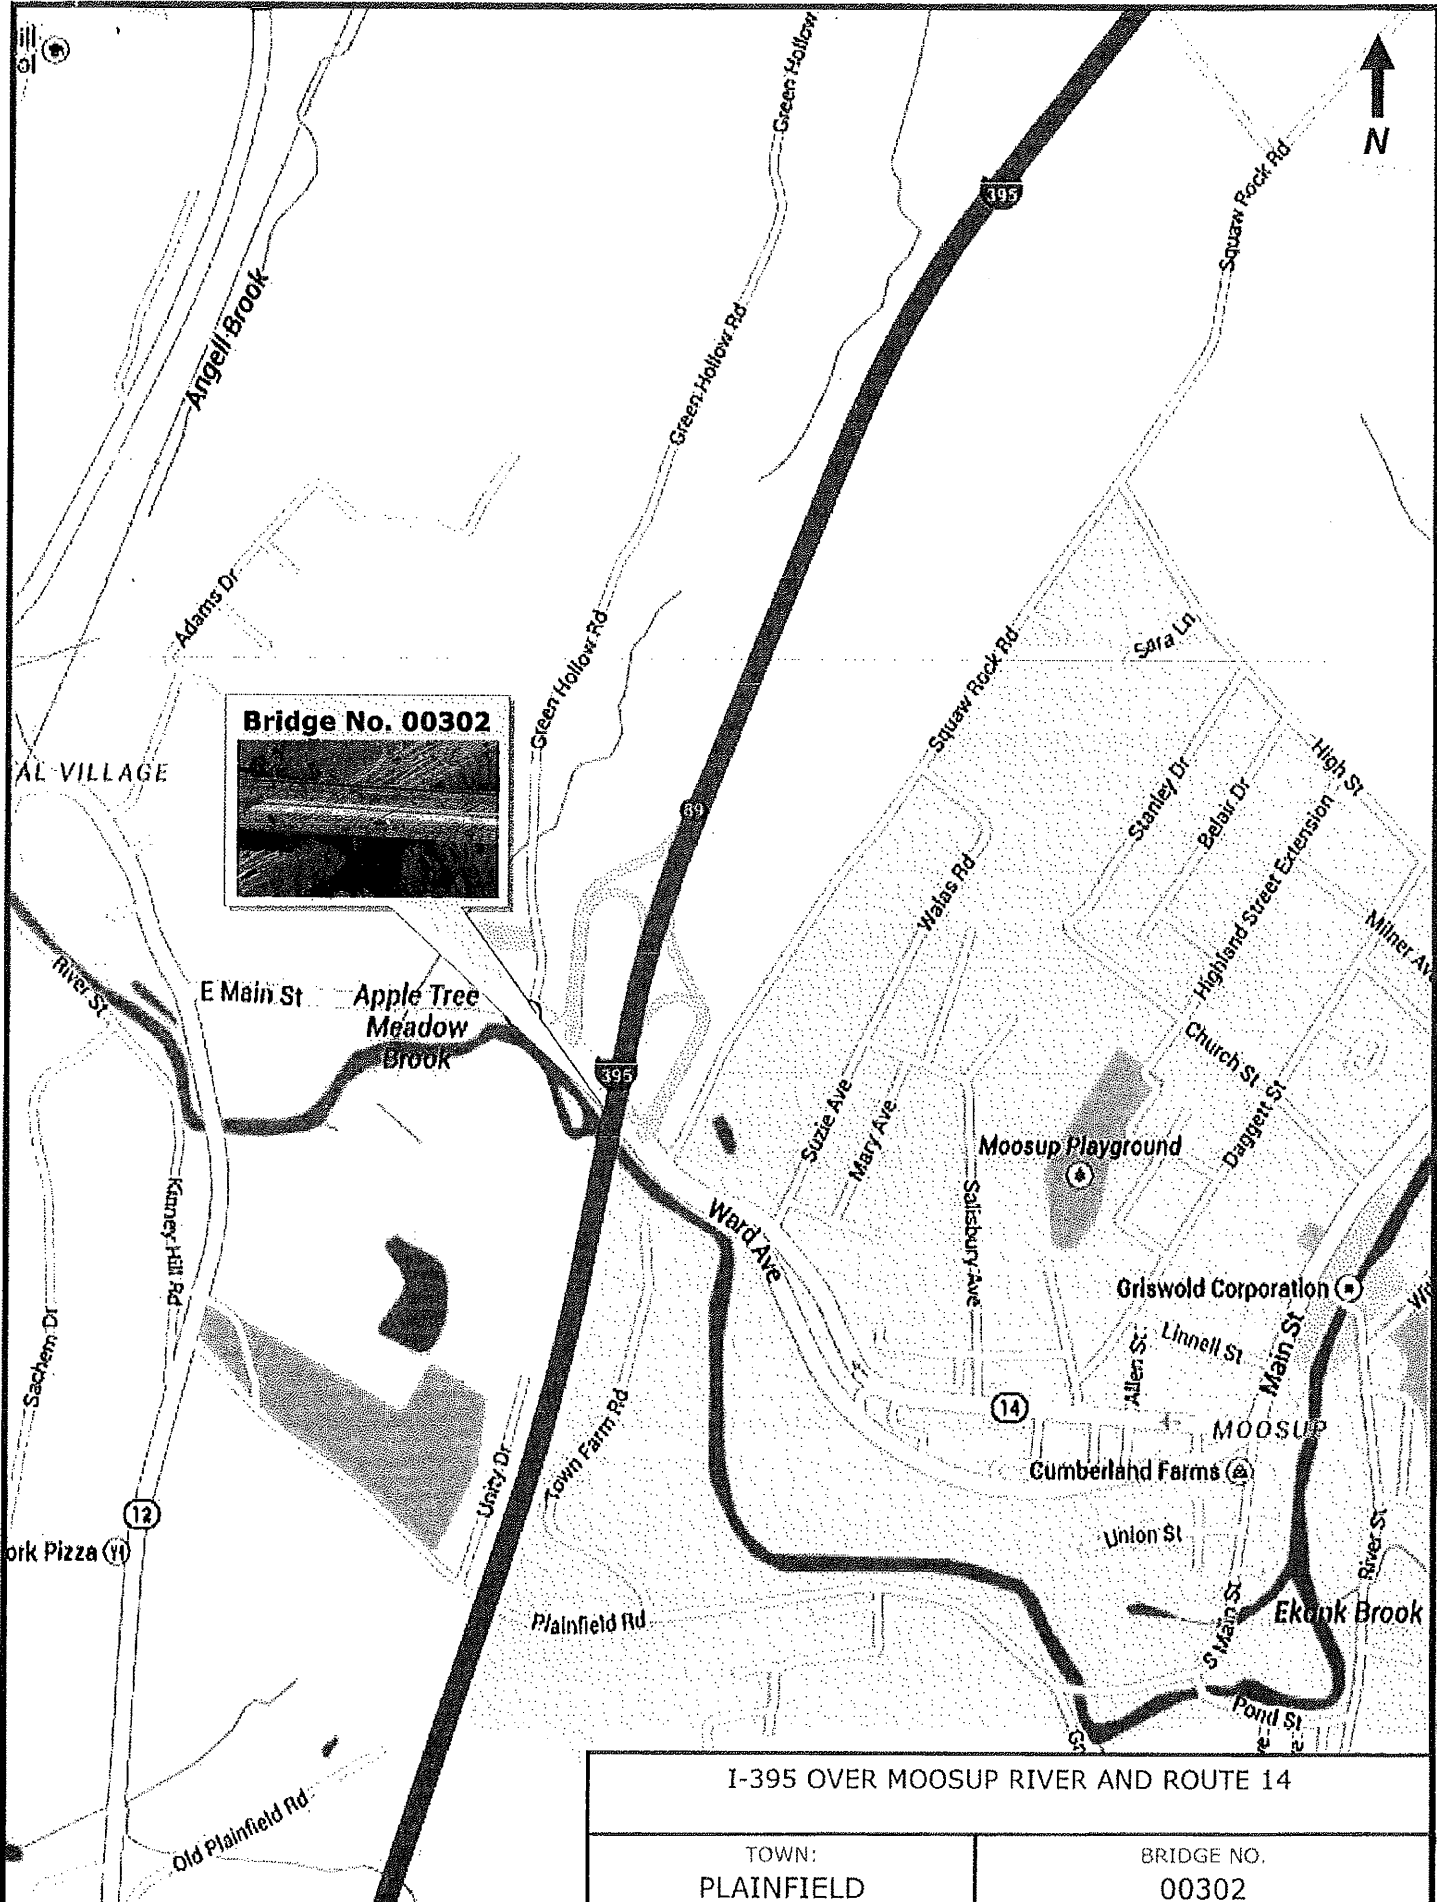 ill
ol
Green Hollow
N
395
Squaw Rock Rd
Angell Brook
Green Hollow Rd
Adams Dr
Green Hollow Rd
Squaw Rock Rd
Sara Ln
Bridge No. 00302
AL VILLAGE
High St
Stanley Dr
Belair Dr
89
Highland Street Extension
Walas Rd
Milner Ave
River St
E Main St
Apple Tree
Meadow
Brook
Church St
395
Suzie Ave
Mary Ave
Daggett St
Moosup Playground
Kinney Hill Rd
Salisbury Ave
Ward Ave
Griswold Corporation
Sachem Dr
Linnell St
Main St
Allen St
Town Farm Rd
14
MOOSUP
Unity Dr
Cumberland Farms
12
ork Pizza
Union St
River St
Plainfield Rd
S Main St
Ekonk Brook
Pond St
Old Plainfield Rd
I-395 OVER MOOSUP RIVER AND ROUTE 14
TOWN:
PLAINFIELD
BRIDGE NO.
00302